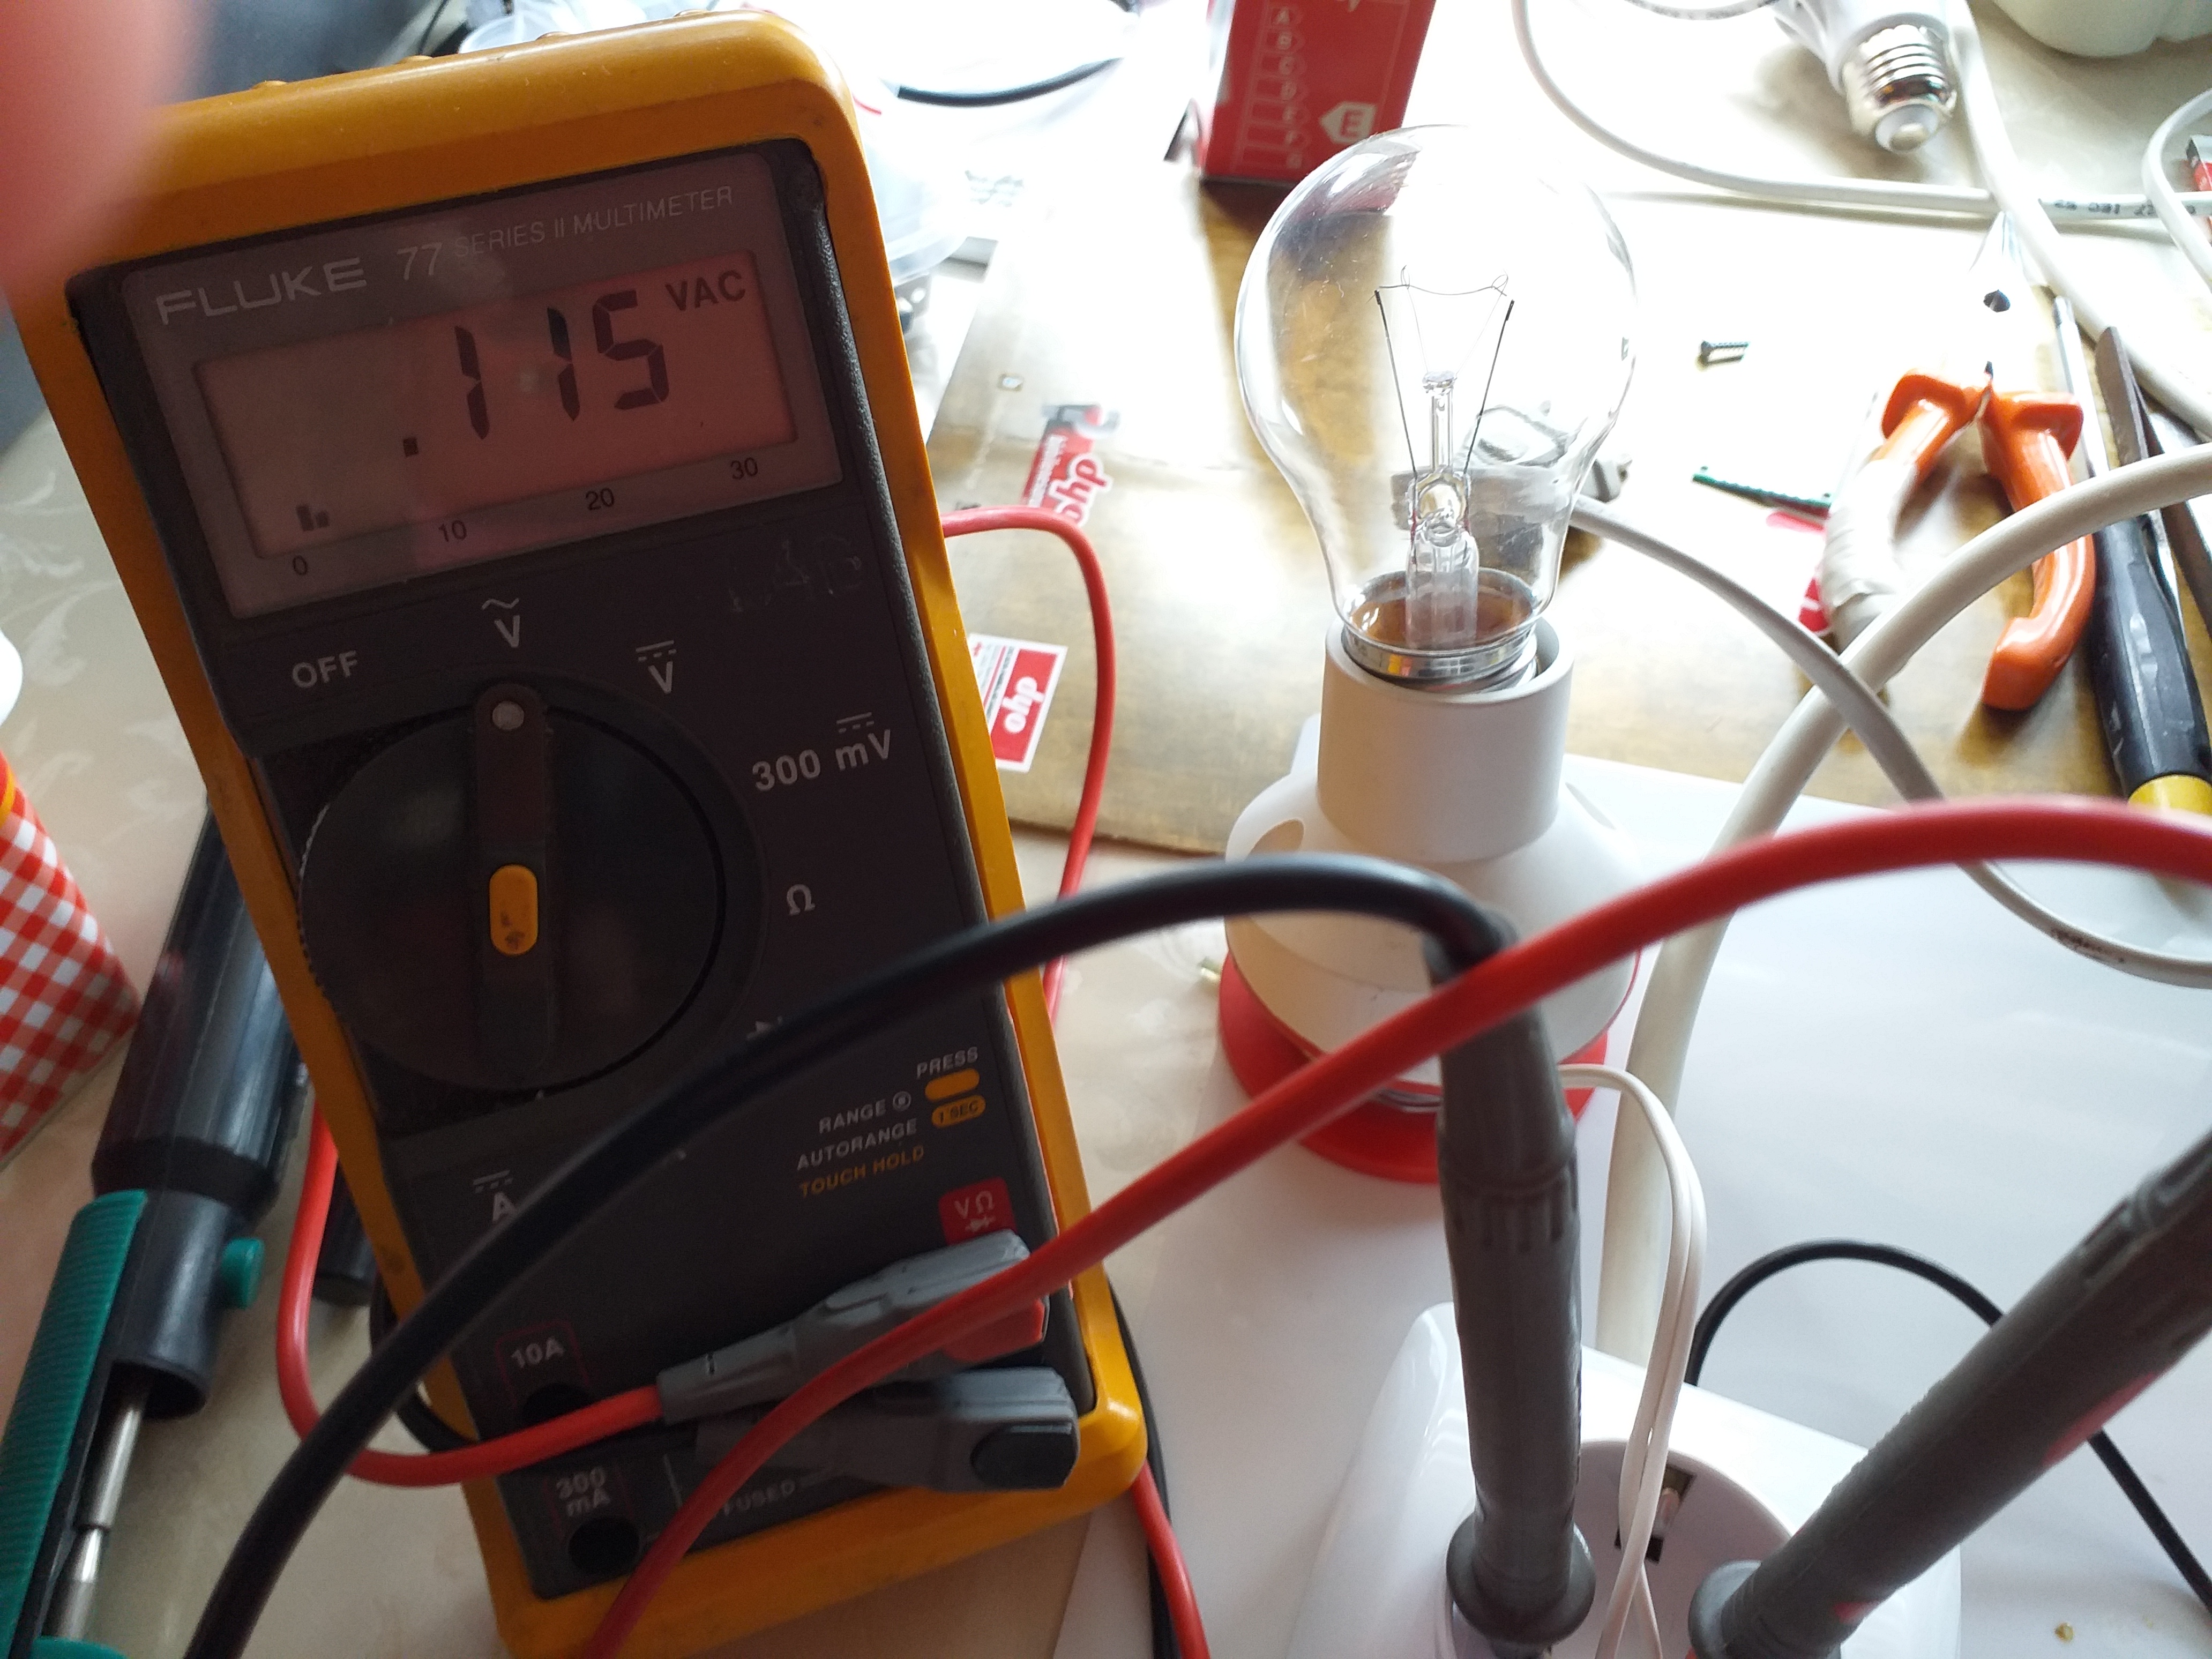 FLUKE 77 SERIES II MULTIMETER
.115 VAC
0 10 20 30
OFF
V
V
300 mV
Ω
PRESS
RANGE
1 SEC
AUTORANGE
TOUCH HOLD
A
VΩ
10A
300
mA
FUSED
E
dyo
dyo